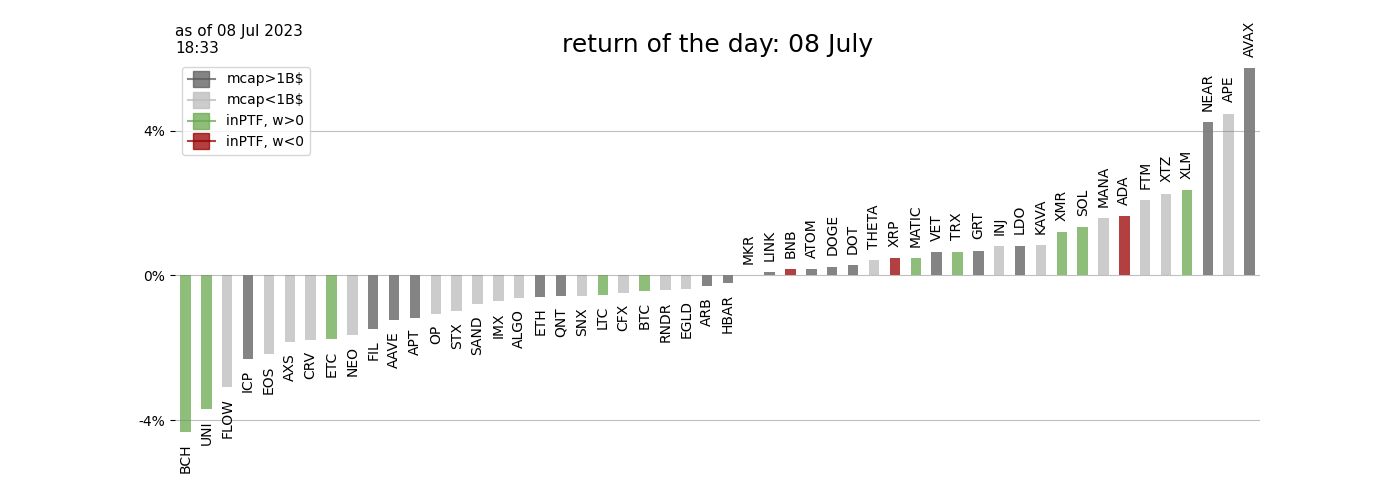 as of 08 Jul 2023
18:33
return of the day: 08 July
mcap>1B$
mcap<1B$
inPTF, w>0
inPTF, w<0
4%
0%
-4%
BCH
UNI
FLOW
ICP
EOS
AXS
CRV
ETC
NEO
FIL
AAVE
APT
OP
STX
SAND
IMX
ALGO
ETH
QNT
SNX
LTC
CFX
BTC
RNDR
EGLD
ARB
HBAR
MKR
LINK
BNB
ATOM
DOGE
DOT
THETA
XRP
MATIC
VET
TRX
GRT
INJ
LDO
KAVA
XMR
SOL
MANA
ADA
FTM
XTZ
XLM
NEAR
APE
AVAX